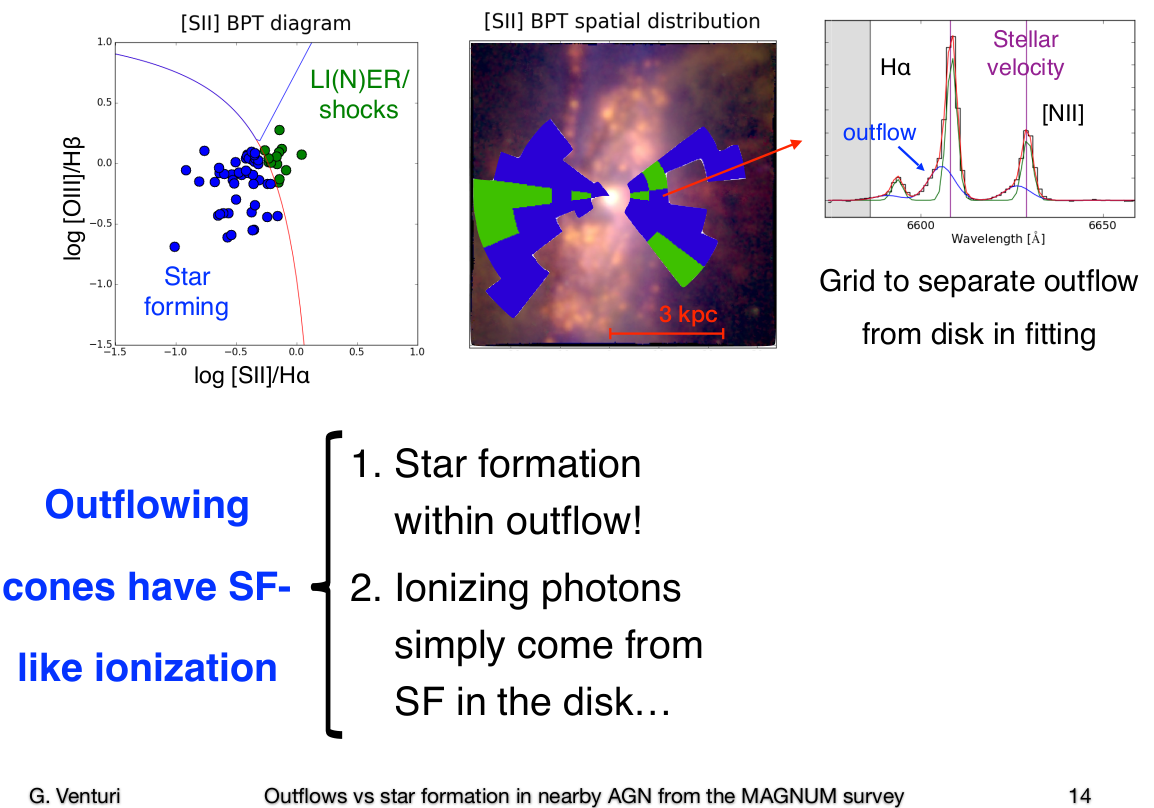 [SII] BPT diagram
1.0
0.5
0.0
−0.5
−1.0
−1.5
−1.5
−1.0
−0.5
0.0
0.5
1.0
log [OIII]/Hβ
log [SII]/Hα
LI(N)ER/
shocks
Star
forming
[SII] BPT spatial distribution
3 kpc
Hα
Stellar
velocity
[NII]
outflow
6600
6650
Wavelength [Å]
Grid to separate outflow
from disk in fitting
Outflowing
cones have SF-
like ionization
1. Star formation
within outflow!
2. Ionizing photons
simply come from
SF in the disk…
G. Venturi
Outflows vs star formation in nearby AGN from the MAGNUM survey
14